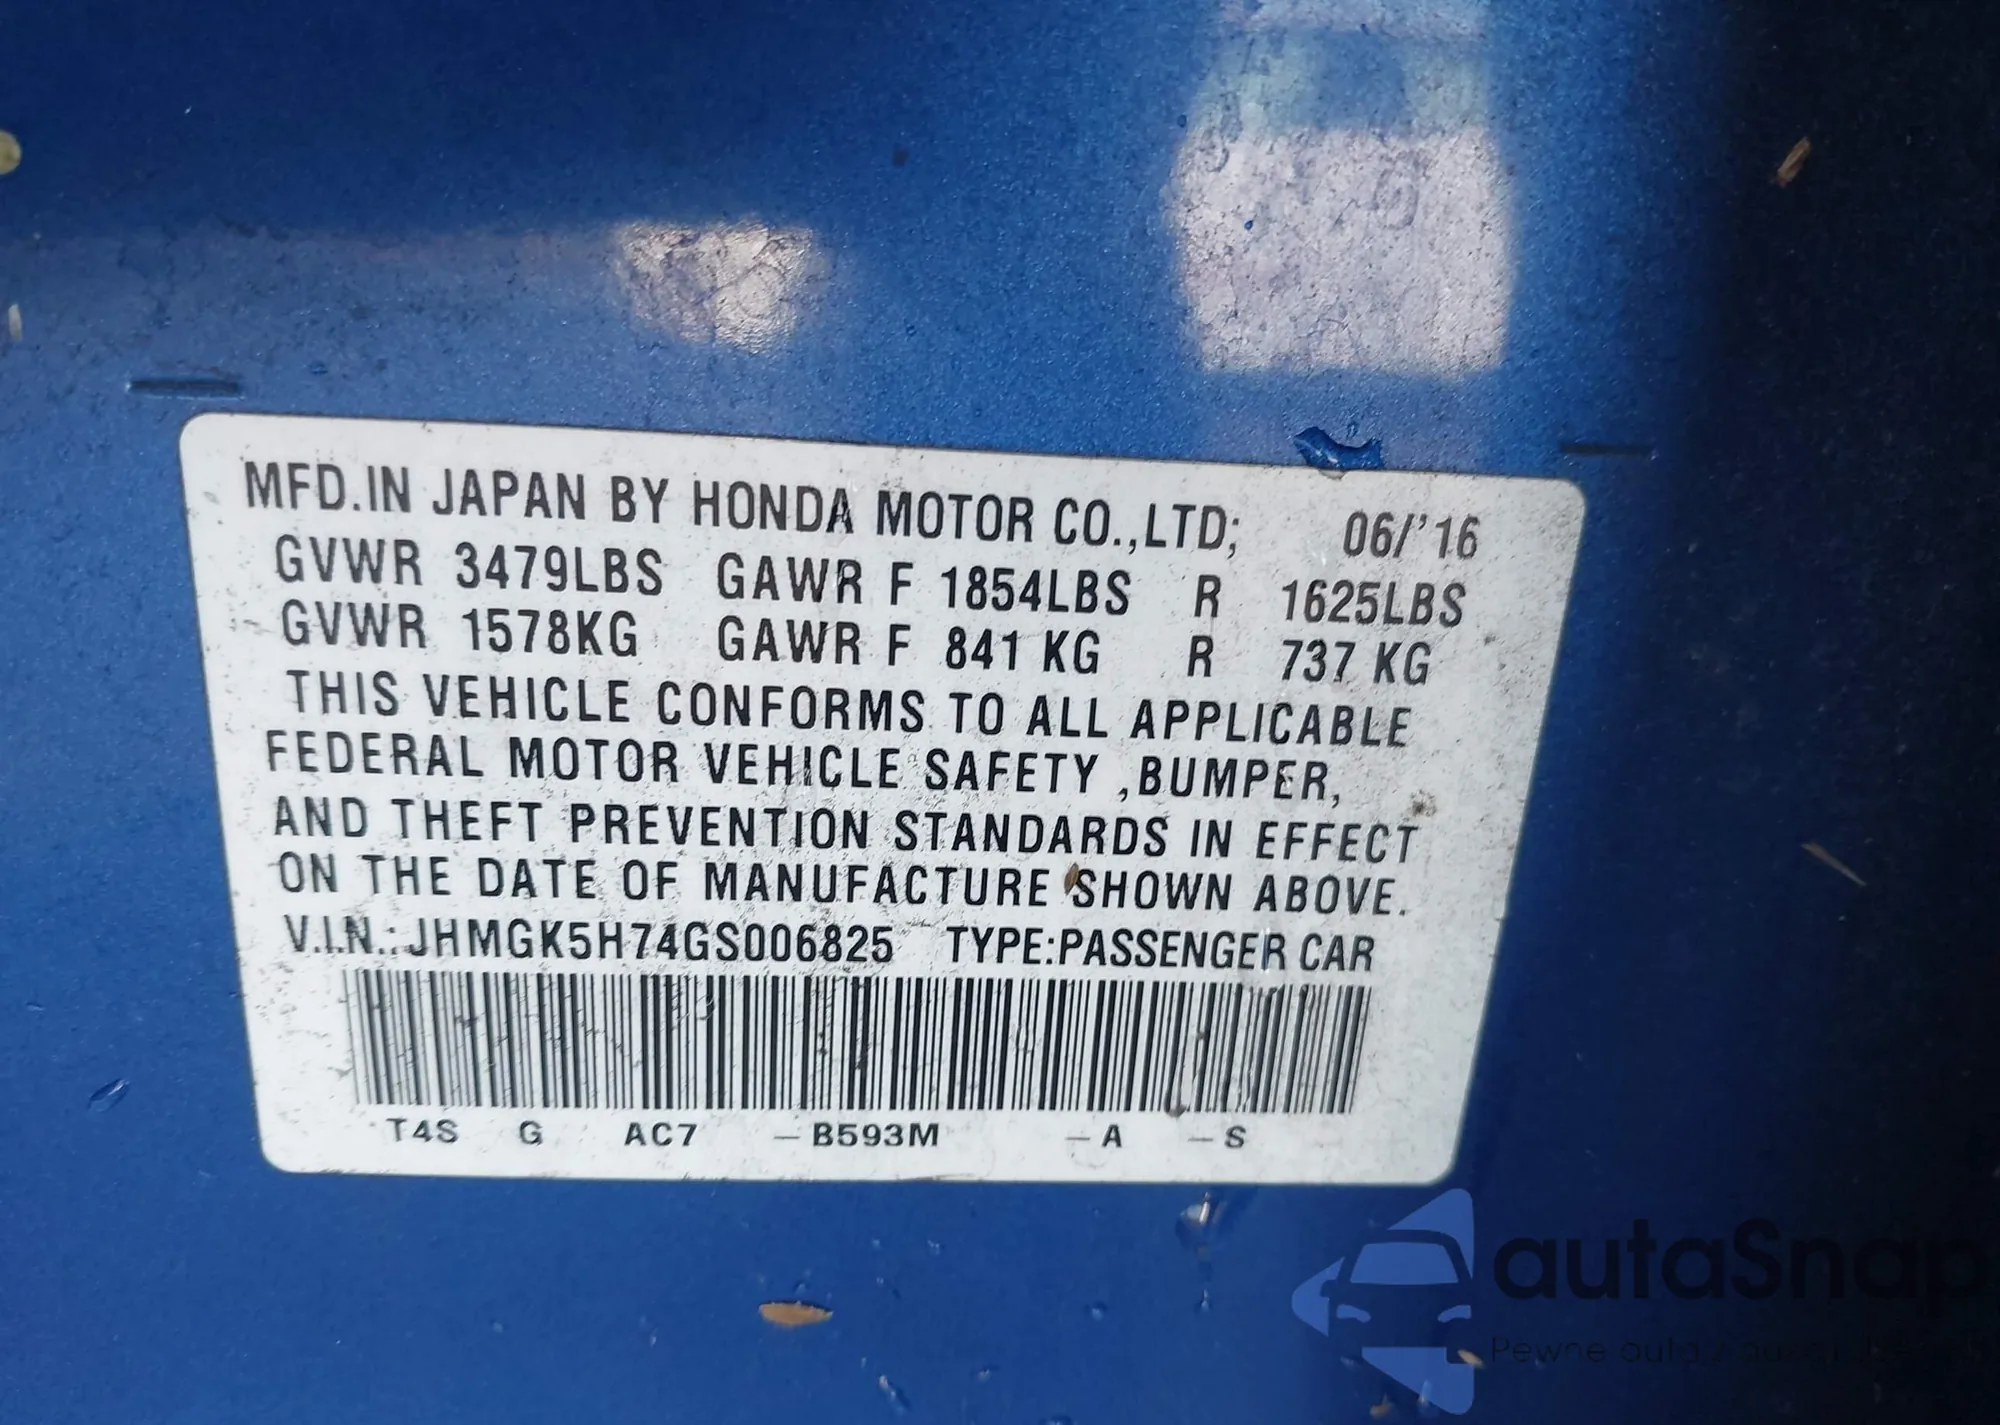 MFD.IN JAPAN BY HONDA MOTOR CO.,LTD; 06/'16
GVWR 3479LBS GAWR F 1854LBS R 1625LBS
GVWR 1578KG GAWR F 841 KG R 737 KG
THIS VEHICLE CONFORMS TO ALL APPLICABLE
FEDERAL MOTOR VEHICLE SAFETY ,BUMPER,
AND THEFT PREVENTION STANDARDS IN EFFECT
ON THE DATE OF MANUFACTURE SHOWN ABOVE.
V.I.N.: JHMGK5H74GS006825 TYPE:PASSENGER CAR
T4S G AC7 – B593M – A – S
autaSnap
Pewne auta z